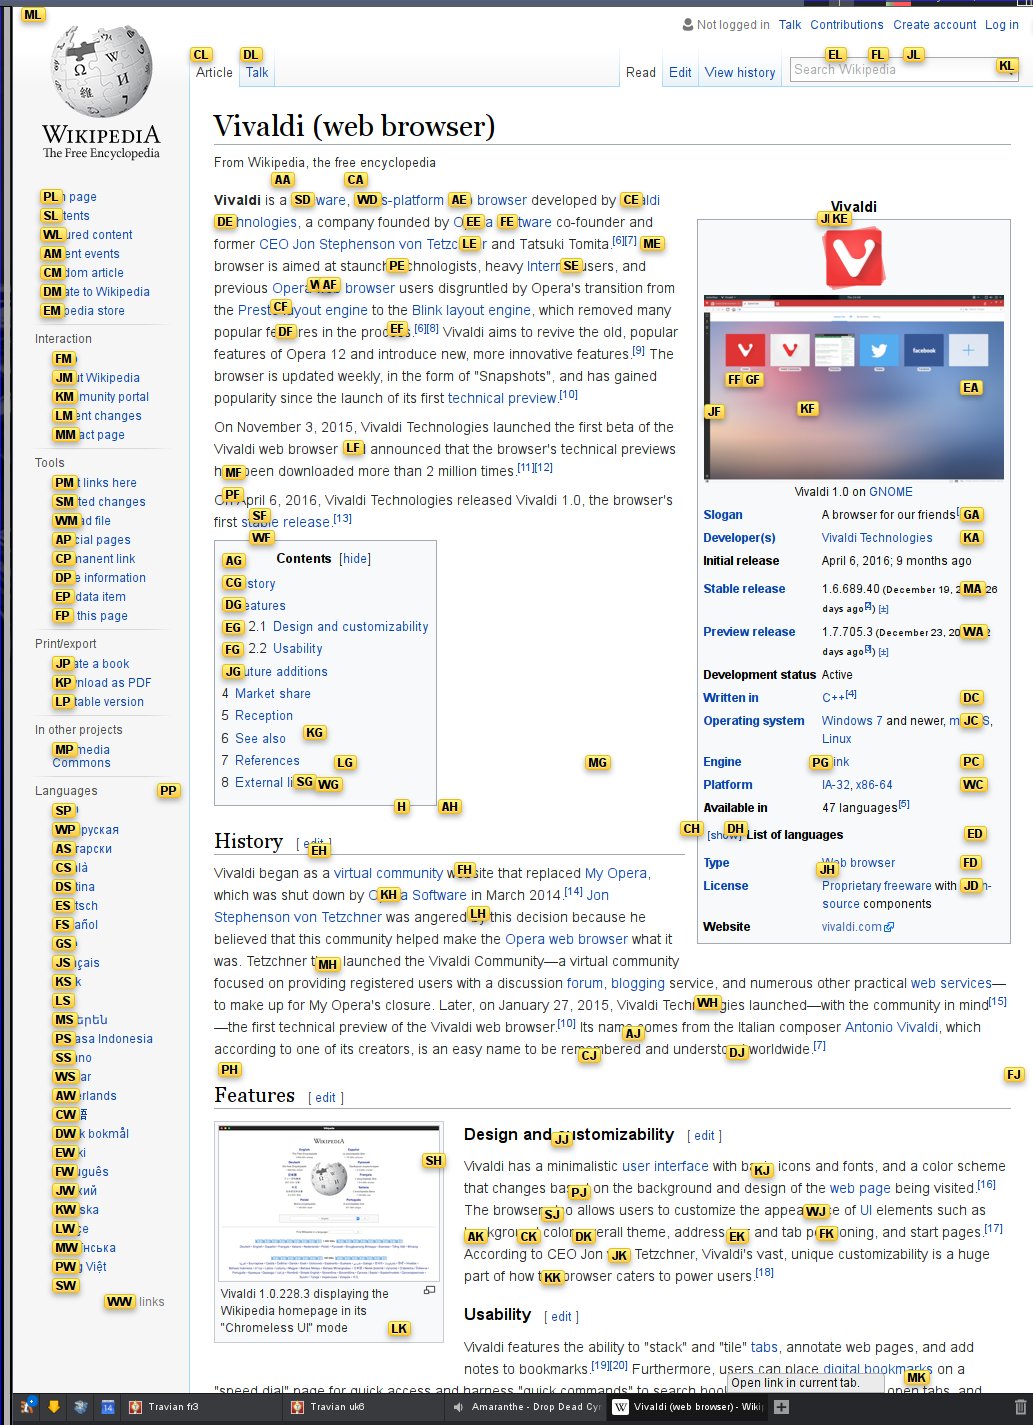 ML
Not logged in Talk Contributions Create account Log in
CL DL EL FL JL
Article Talk Read Edit View history Search Wikipedia KL
WIKIPEDIA
The Free Encyclopedia
PL n page
SL tents
WL ured content
AM ent events
CM dom article
DM ate to Wikipedia
EM pedia store
Interaction
FM
JM ut Wikipedia
KM munity portal
LM ent changes
MM act page
Tools
PM t links here
SM ted changes
WM ad file
AP cial pages
CP manent link
DP e information
EP data item
FP this page
Print/export
JP ate a book
KP nload as PDF
LP table version
In other projects
MP media
Commons
Languages PP
SP
WP руская
AS гарски
CS là
DS tina
ES tsch
FS añol
GS
JS çais
KS k
LS
MS երեն
PS asa Indonesia
SS no
WS ar
AW erlands
CW 語
DW k bokmål
EW ki
FW uguês
JW кий
KW ska
LW çe
MW нська
PW g Việt
SW
WW links
Vivaldi (web browser)
From Wikipedia, the free encyclopedia
AA CA
Vivaldi is a SD ware, WD s-platform AE browser developed by CE ldi
DE hnologies, a company founded by O EE a FE tware co-founder and
former CEO Jon Stephenson von Tetzc LE r and Tatsuki Tomita.[6][7] ME
browser is aimed at staunch PE chnologists, heavy Intern SE users, and
previous Opera W AF browser users disgruntled by Opera's transition from
the Prest CF yout engine to the Blink layout engine, which removed many
popular fe DF res in the prod EF s.[6][8] Vivaldi aims to revive the old, popular
features of Opera 12 and introduce new, more innovative features.[9] The
browser is updated weekly, in the form of "Snapshots", and has gained
popularity since the launch of its first technical preview.[10]
On November 3, 2015, Vivaldi Technologies launched the first beta of the
Vivaldi web browser LF announced that the browser's technical previews
h MF been downloaded more than 2 million times.[11][12]
PF
On April 6, 2016, Vivaldi Technologies released Vivaldi 1.0, the browser's
SF
first stable release.[13]
WF
Contents [hide]
AG
CG story
DG eatures
EG 2.1 Design and customizability
FG 2.2 Usability
JG uture additions
4 Market share
5 Reception
6 See also KG
7 References LG MG
8 External li SG WG
H AH
Vivaldi
JE KE
FF GF EA
JF KF
Vivaldi 1.0 on GNOME
Slogan A browser for our friends GA
Developer(s) Vivaldi Technologies KA
Initial release April 6, 2016; 9 months ago
Stable release 1.6.689.40 (December 19, 2 MA 26
days ago[2]) [±]
Preview release 1.7.705.3 (December 23, 20 WA 2
days ago[3]) [±]
Development status Active
Written in C++[4] DC
Operating system Windows 7 and newer, m JC S,
Linux
Engine PG ink PC
Platform IA-32, x86-64 WC
Available in 47 languages[5]
CH DH ED
[show] List of languages
Type Web browser FD
JH
License Proprietary freeware with JD n-
source components
Website vivaldi.com
History [ edit ]
EH
Vivaldi began as a virtual community w FH site that replaced My Opera,
which was shut down by O KH a Software in March 2014.[14] Jon
Stephenson von Tetzchner was angered LH this decision because he
believed that this community helped make the Opera web browser what it
was. Tetzchner t MH launched the Vivaldi Community—a virtual community
focused on providing registered users with a discussion forum, blogging service, and numerous other practical web services—
to make up for My Opera's closure. Later, on January 27, 2015, Vivaldi Tech WH gies launched—with the community in mind[15]
—the first technical preview of the Vivaldi web browser.[10] Its name comes from the Italian composer Antonio Vivaldi, which
AJ
according to one of its creators, is an easy name to be remembered and understo DJ worldwide.[7]
CJ
PH FJ
Features [ edit ]
WIKIPEDIA
SH
Vivaldi 1.0.228.3 displaying the
Wikipedia homepage in its
"Chromeless UI" mode LK
Design and customizability [ edit ]
JJ
Vivaldi has a minimalistic user interface with ba KJ icons and fonts, and a color scheme
that changes based on the background and design of the web page being visited.[16]
PJ
The browser also allows users to customize the appea WJ ce of UI elements such as
SJ
AK kground CK color DK verall theme, address EK and tab p FK oning, and start pages.[17]
According to CEO Jon JK Tetzchner, Vivaldi's vast, unique customizability is a huge
part of how t KK browser caters to power users.[18]
Usability [ edit ]
Vivaldi features the ability to "stack" and "tile" tabs, annotate web pages, and add
notes to bookmarks.[19][20] Furthermore, users can place digital bookmarks on a
MK
"speed dial" page for quick access and harness "quick commands" to search boo open tabs, and
Open link in current tab.
14 Travian fr3 Travian uk6 Amaranthe - Drop Dead Cy Vivaldi (web browser) - Wiki